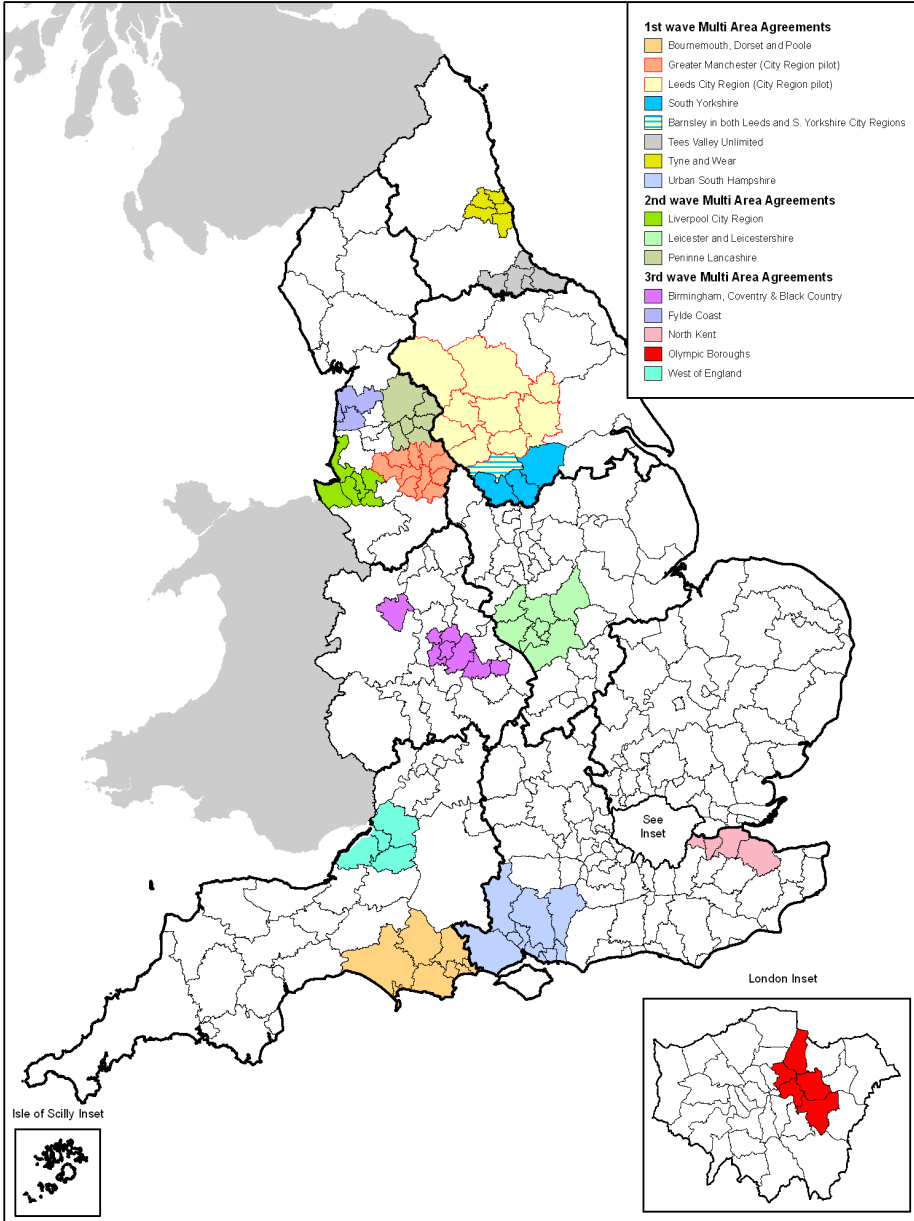 1st wave Multi Area Agreements
Bournemouth, Dorset and Poole
Greater Manchester (City Region pilot)
Leeds City Region (City Region pilot)
South Yorkshire
Barnsley in both Leeds and S. Yorkshire City Regions
Tees Valley Unlimited
Tyne and Wear
Urban South Hampshire
2nd wave Multi Area Agreements
Liverpool City Region
Leicester and Leicestershire
Peninne Lancashire
3rd wave Multi Area Agreements
Birmingham, Coventry & Black Country
Fylde Coast
North Kent
Olympic Boroughs
West of England
See
Inset
London Inset
Isle of Scilly Inset